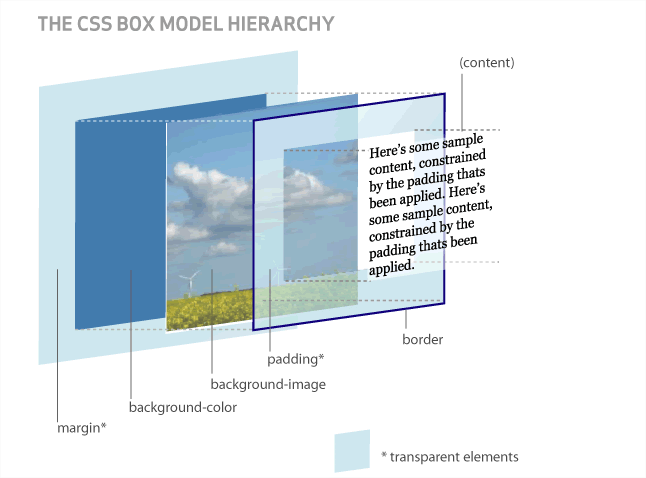 THE CSS BOX MODEL HIERARCHY
(content)
Here's some sample
content, constrained
by the padding thats
been applied. Here's
some sample content,
constrained by the
padding thats been
applied.
border
padding*
background-image
background-color
margin*
* transparent elements